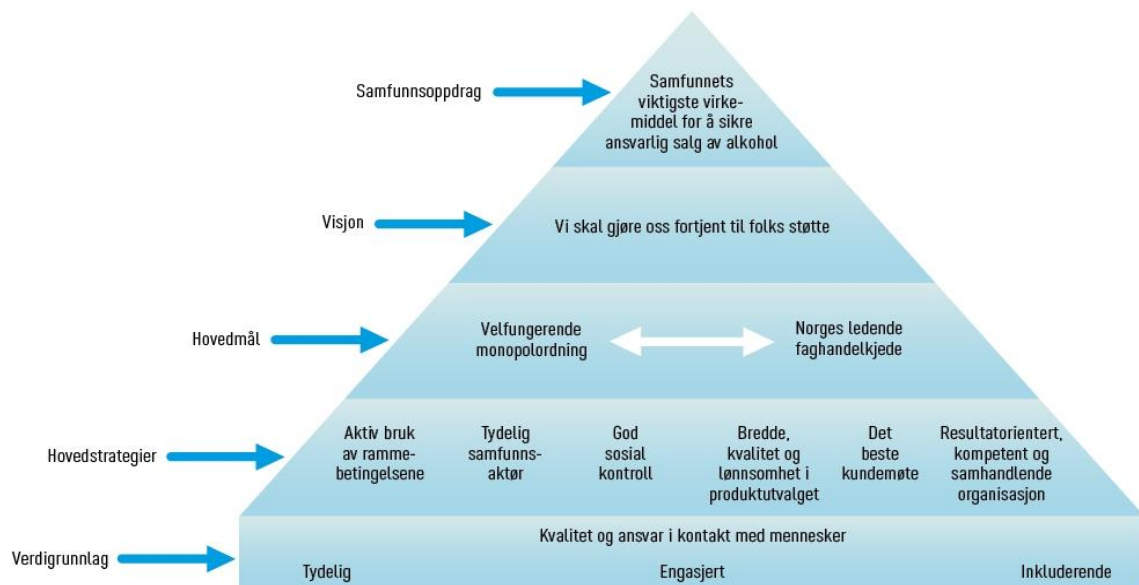 Samfunnsoppdrag
Samfunnets
viktigste virke-
middel for å sikre
ansvarlig salg av alkohol
Visjon
Vi skal gjøre oss fortjent til folks støtte
Hovedmål
Velfungerende
monopolordning
Norges ledende
faghandelkjede
Hovedstrategier
Aktiv bruk
av ramme-
betingelsene
Tydelig
samfunns-
aktør
God
sosial
kontroll
Bredde,
kvalitet og
lønnsomhet i
produktutvalget
Det
beste
kundemøte
Resultatorientert,
kompetent og
samhandlende
organisasjon
Verdigrunnlag
Kvalitet og ansvar i kontakt med mennesker
Tydelig
Engasjert
Inkluderende